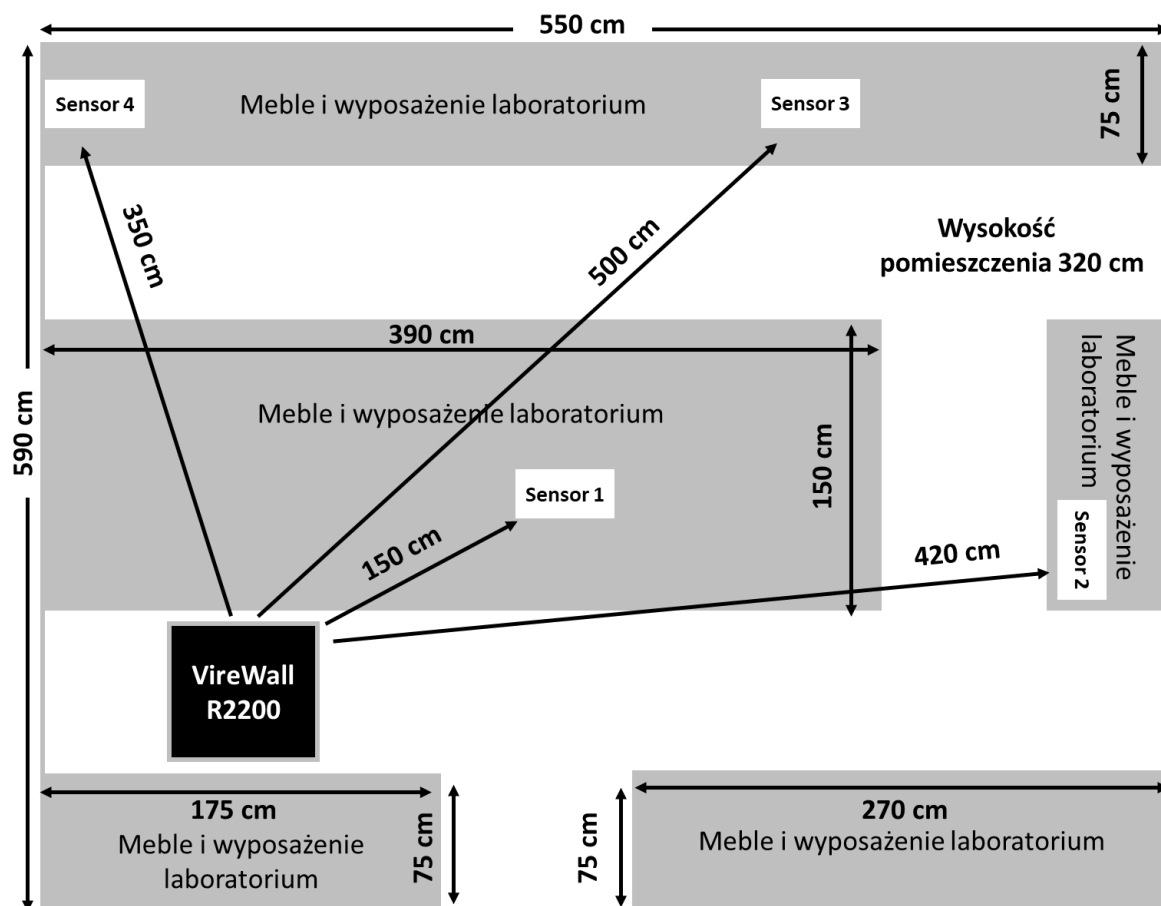 550 cm
Sensor 4
Meble i wyposażenie laboratorium
Sensor 3
75 cm
350 cm
500 cm
Wysokość
pomieszczenia 320 cm
590 cm
390 cm
Meble i wyposażenie laboratorium
150 cm
Meble i wyposażenie
laboratorium
Sensor 1
150 cm
Sensor 2
420 cm
VireWall
R2200
175 cm
Meble i wyposażenie
laboratorium
75 cm
75 cm
270 cm
Meble i wyposażenie laboratorium